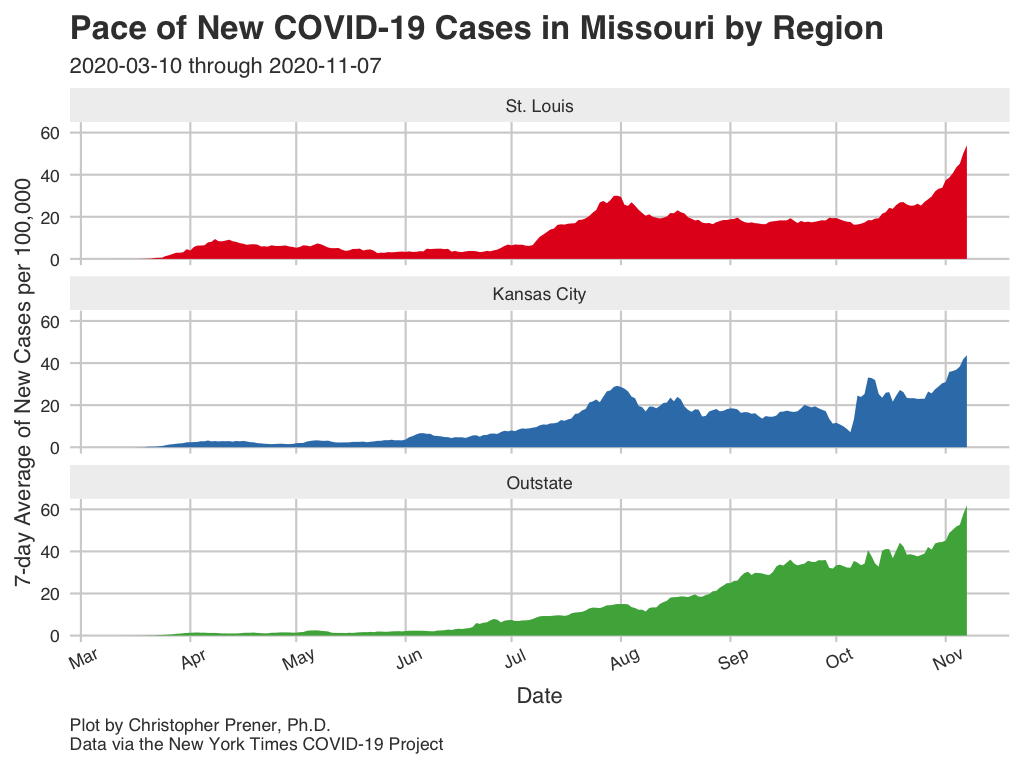 Pace of New COVID-19 Cases in Missouri by Region
2020-03-10 through 2020-11-07
7-day Average of New Cases per 100,000
St. Louis
60
40
20
0
Kansas City
60
40
20
0
Outstate
60
40
20
0
Mar Apr May Jun Jul Aug Sep Oct Nov
Date
Plot by Christopher Prener, Ph.D.
Data via the New York Times COVID-19 Project